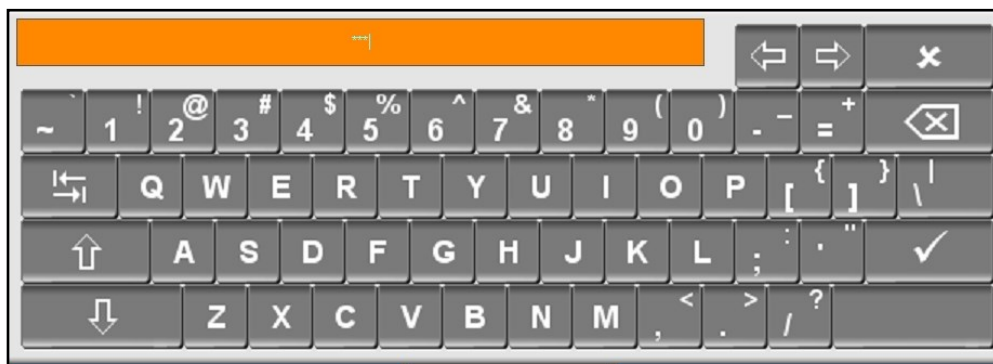 ***|
` ! @ # $ % ^ & * ( ) _ +
~ 1 2 3 4 5 6 7 8 9 0 - =
Q W E R T Y U I O P [ { ] } \ |
A S D F G H J K L ; : ' "
Z X C V B N M , < . > / ?